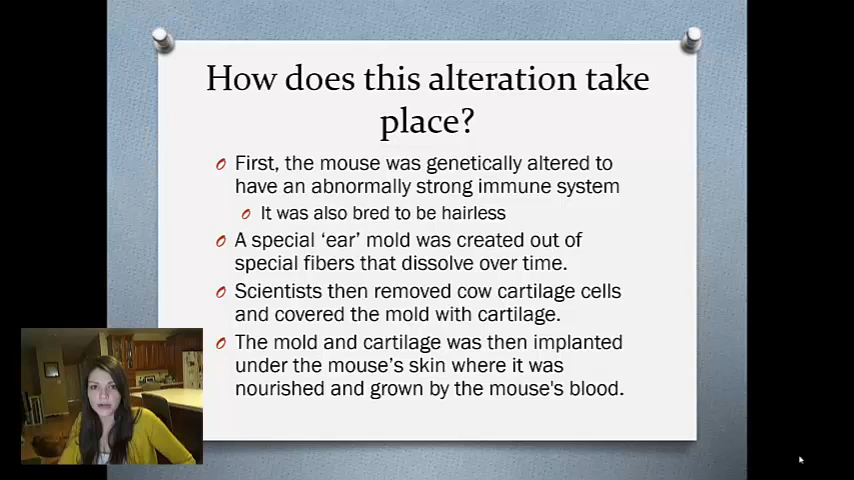 How does this alteration take
place?
First, the mouse was genetically altered to
have an abnormally strong immune system
It was also bred to be hairless
A special ‘ear’ mold was created out of
special fibers that dissolve over time.
Scientists then removed cow cartilage cells
and covered the mold with cartilage.
The mold and cartilage was then implanted
under the mouse’s skin where it was
nourished and grown by the mouse's blood.